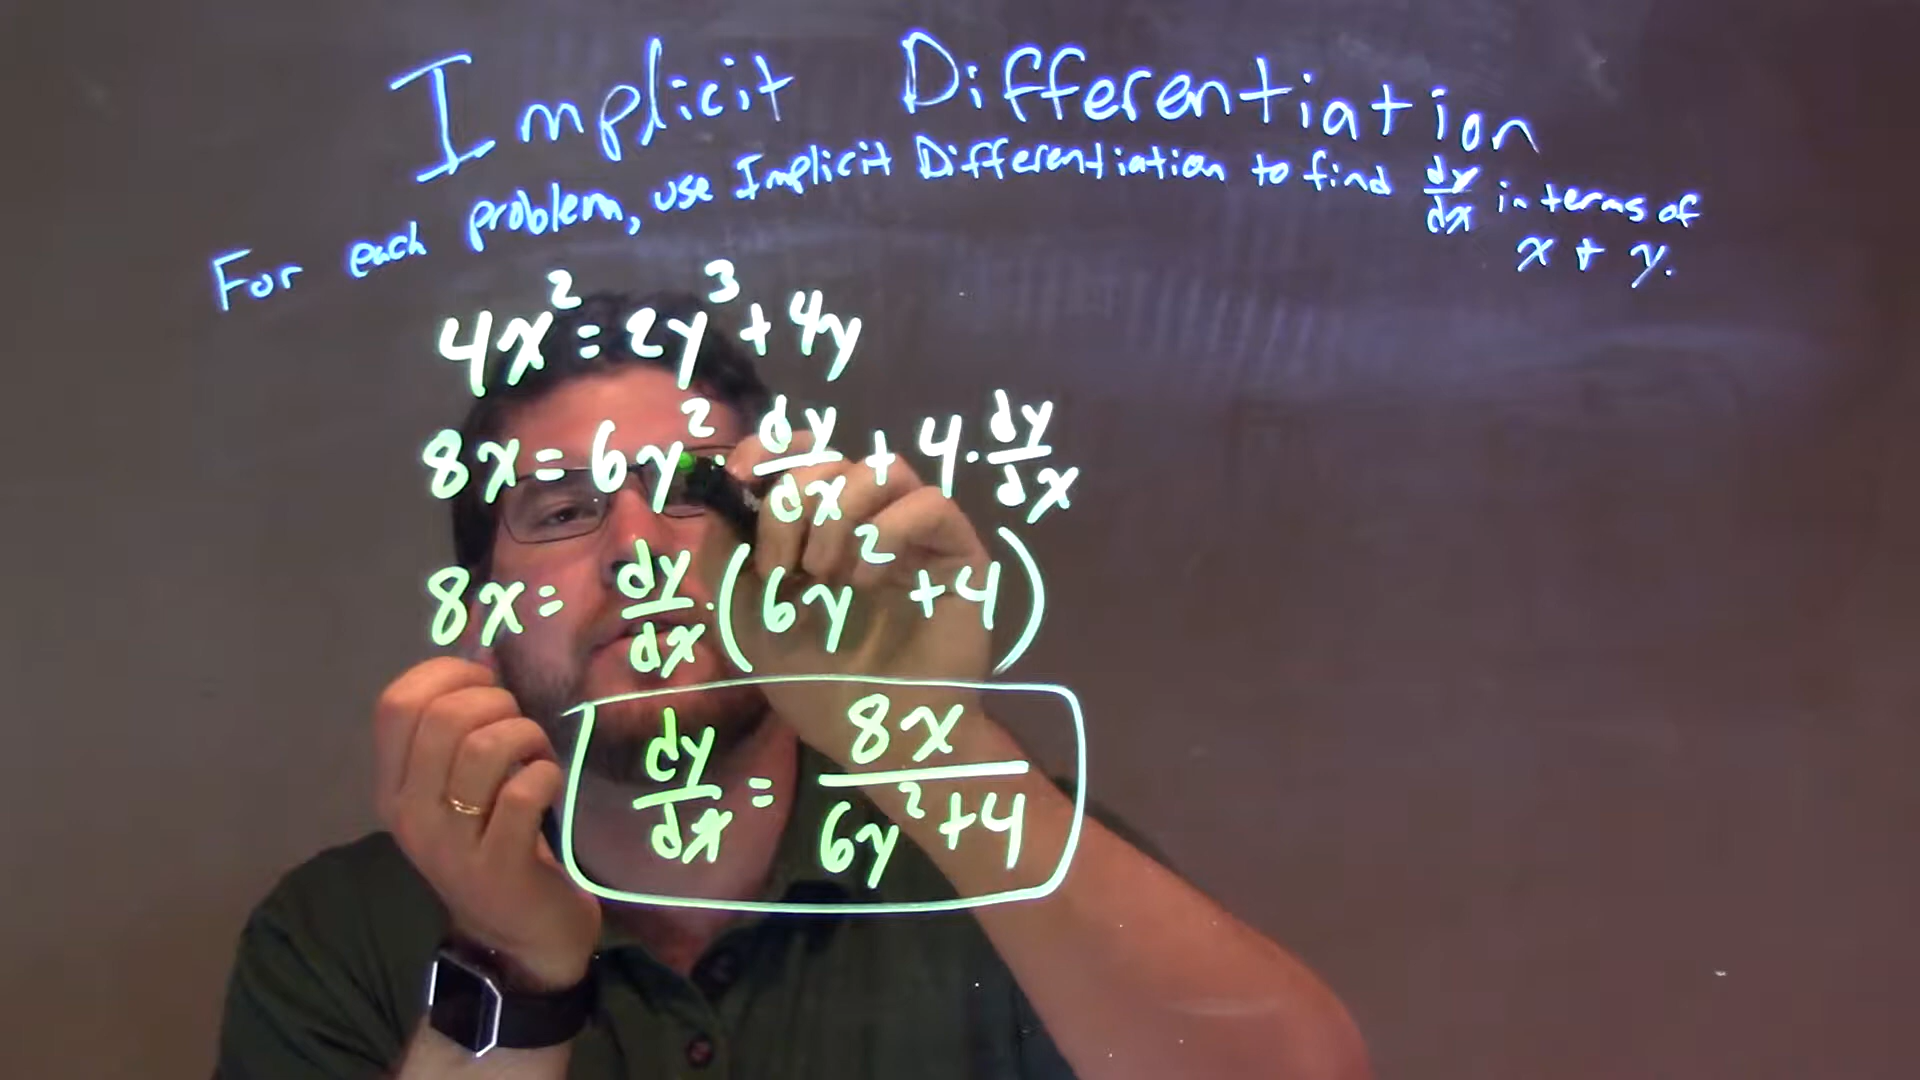 Implicit Differentiation
For each problem, use Implicit Differentiation to find dy/dx in terms of
x + y.
4x² = 2y³ + 4y
8x = 6y² · dy/dx + 4 · dy/dx
8x = dy/dx · (6y² + 4)
dy/dx = 8x/(6y² + 4)